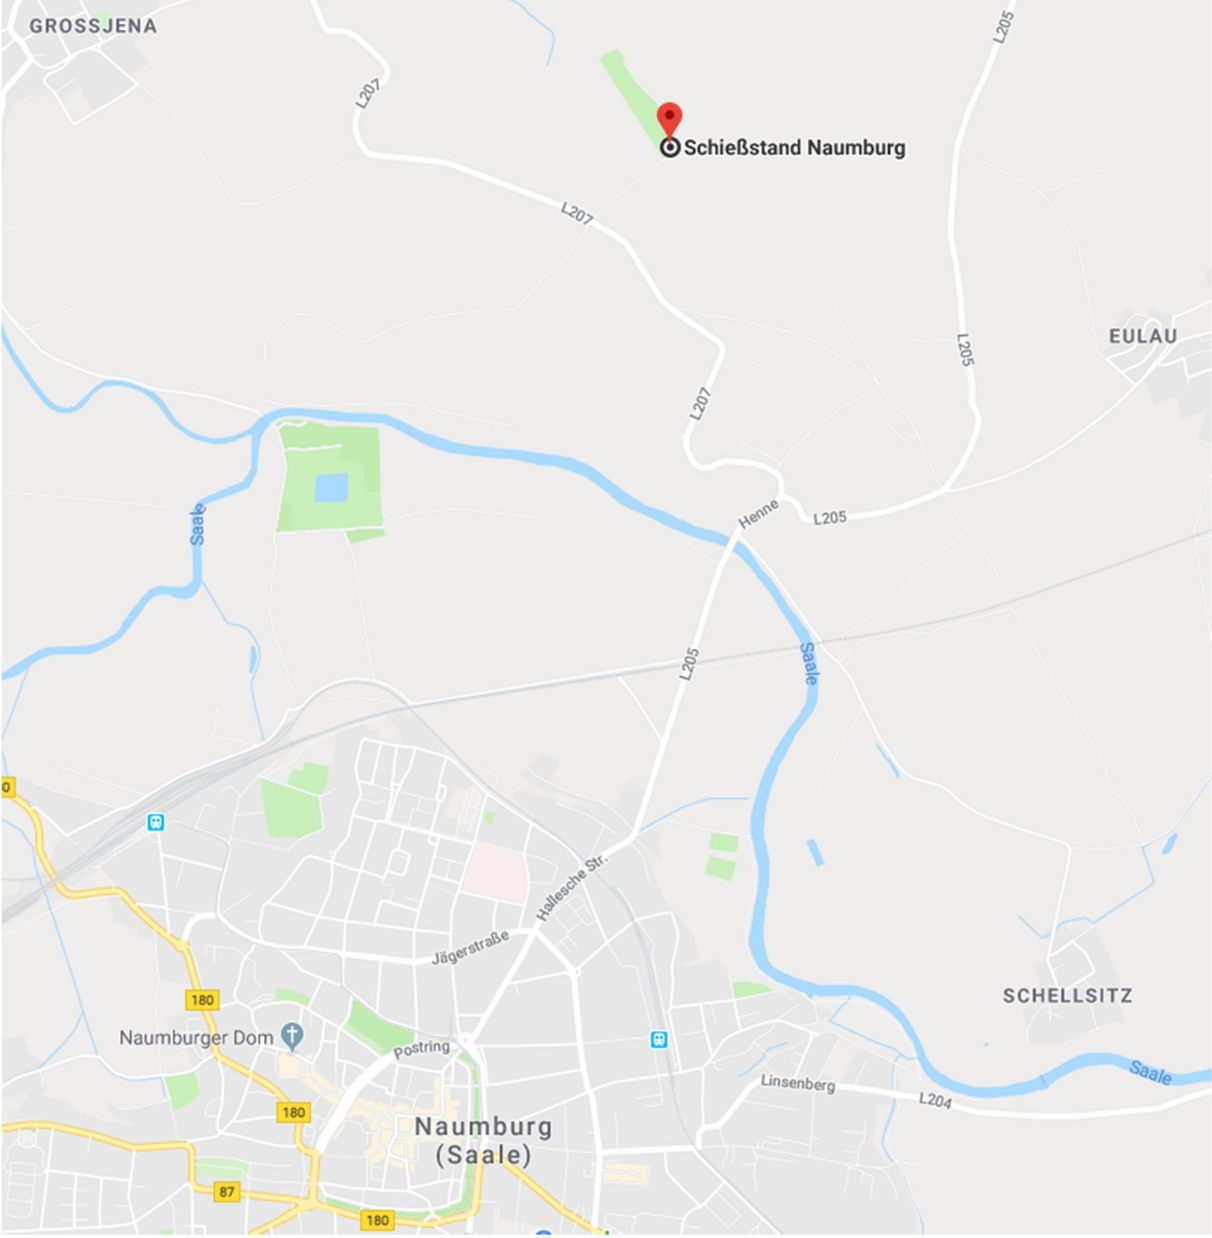 GROSSJENA
L205
L207
Schießstand Naumburg
L207
EULAU
L205
L207
Henne
L205
Saale
L205
Saale
0
Hallesche Str.
Jägerstraße
180
SCHELLSITZ
Naumburger Dom
Postring
Saale
Linsenberg
L204
180
Naumburg
(Saale)
87
180